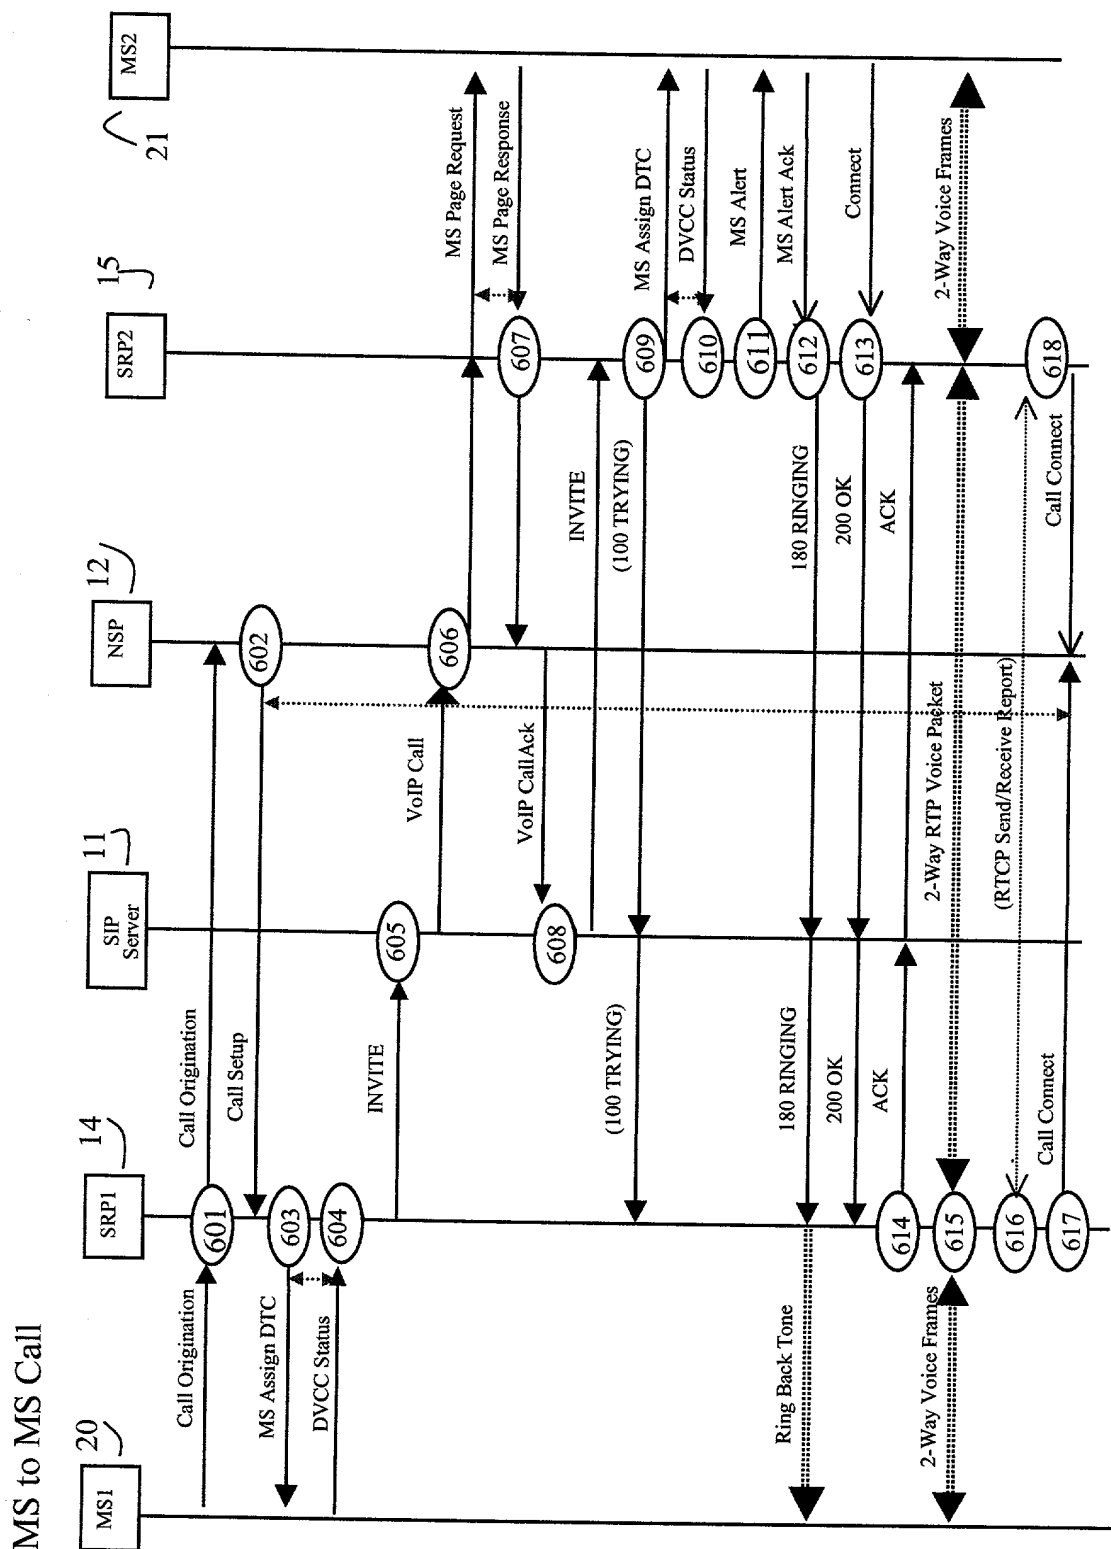 MS to MS Call
20
MS1
14
SRP1
11
SIP
Server
12
NSP
15
SRP2
21
MS2
Call Origination
601
Call Origination
602
Call Setup
603
MS Assign DTC
604
DVCC Status
INVITE
605
VoIP Call
606
MS Page Request
MS Page Response
607
VoIP CallAck
608
INVITE
609
MS Assign DTC
(100 TRYING)
(100 TRYING)
610
DVCC Status
611
MS Alert
612
MS Alert Ack
180 RINGING
180 RINGING
Ring Back Tone
613
Connect
200 OK
200 OK
614
ACK
ACK
615
2-Way Voice Frames
2-Way RTP Voice Packet
2-Way Voice Frames
616
(RTCP Send/Receive Report)
617
Call Connect
618
Call Connect